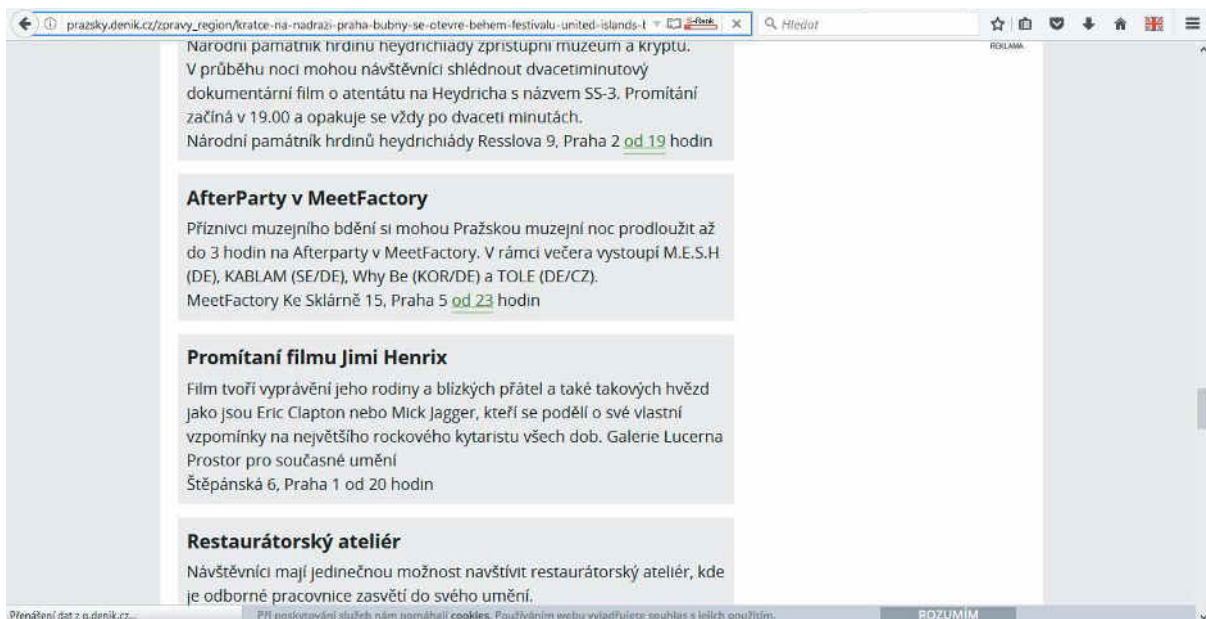 prazsky.denik.cz/zpravy_region/kratce-na-nadrazi-praha-bubny-se-otevre-behem-festivalu-united-islands-t
Hledat
REKLAMA
Národní památník hrdinů heydrichiády zpřístupní muzeum a kryptu.
V průběhu noci mohou návštěvníci shlédnout dvacetiminutový
dokumentární film o atentátu na Heydricha s názvem SS-3. Promítání
začíná v 19.00 a opakuje se vždy po dvaceti minutách.
Národní památník hrdinů heydrichiády Resslova 9, Praha 2 od 19 hodin
AfterParty v MeetFactory
Příznivci muzejního bdění si mohou Pražskou muzejní noc prodloužit až
do 3 hodin na Afterparty v MeetFactory. V rámci večera vystoupí M.E.S.H
(DE), KABLAM (SE/DE), Why Be (KOR/DE) a TOLE (DE/CZ).
MeetFactory Ke Sklárně 15, Praha 5 od 23 hodin
Promítaní filmu Jimi Henrix
Film tvoří vyprávění jeho rodiny a blízkých přátel a také takových hvězd
jako jsou Eric Clapton nebo Mick Jagger, kteří se podělí o své vlastní
vzpomínky na největšího rockového kytaristu všech dob. Galerie Lucerna
Prostor pro současné umění
Štěpánská 6, Praha 1 od 20 hodin
Restaurátorský ateliér
Návštěvníci mají jedinečnou možnost navštívit restaurátorský ateliér, kde
je odborné pracovnice zasvětí do svého umění.
Přenášení dat z g.denik.cz...
Při poskytování služeb nám pomáhají cookies. Používáním webu vyjadřujete souhlas s jejich použitím.
ROZUMÍM